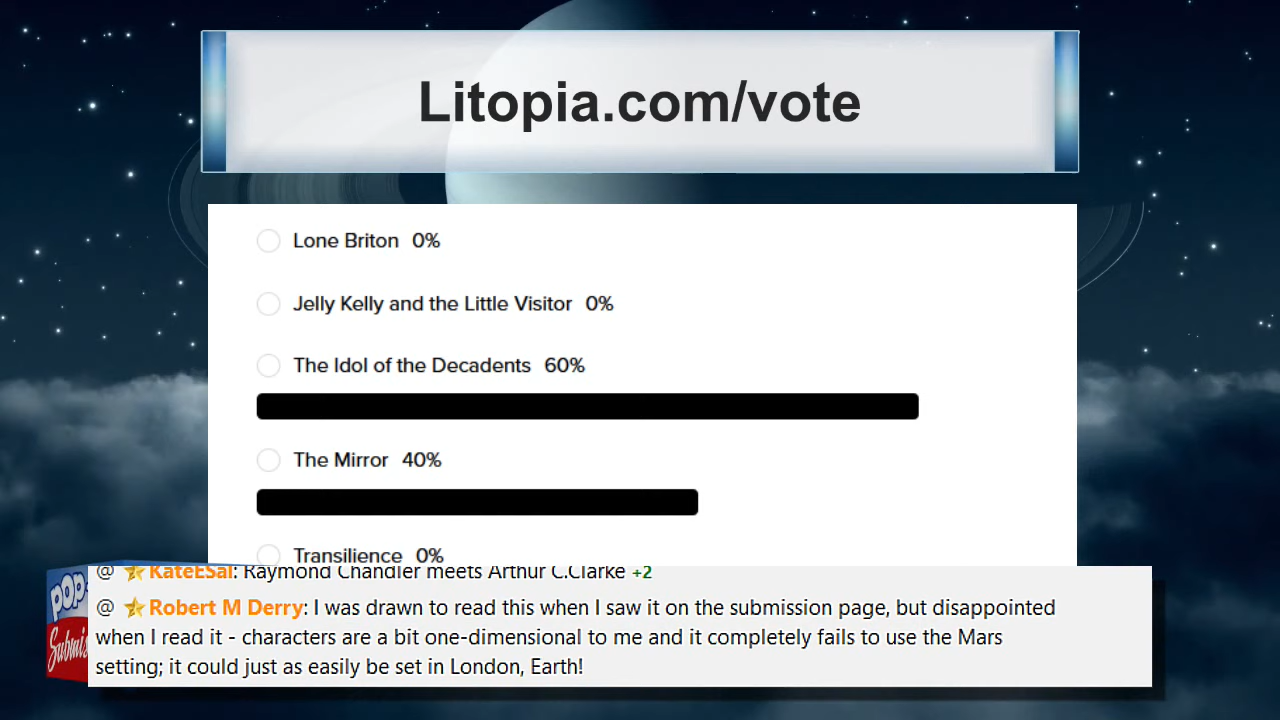 Litopia.com/vote
Lone Briton 0%
Jelly Kelly and the Little Visitor 0%
The Idol of the Decadents 60%
The Mirror 40%
Transilience 0%
@ KateESal: Raymond Chandler meets Arthur C.Clarke +2
@ Robert M Derry: I was drawn to read this when I saw it on the submission page, but disappointed
when I read it - characters are a bit one-dimensional to me and it completely fails to use the Mars
setting; it could just as easily be set in London, Earth!
POP